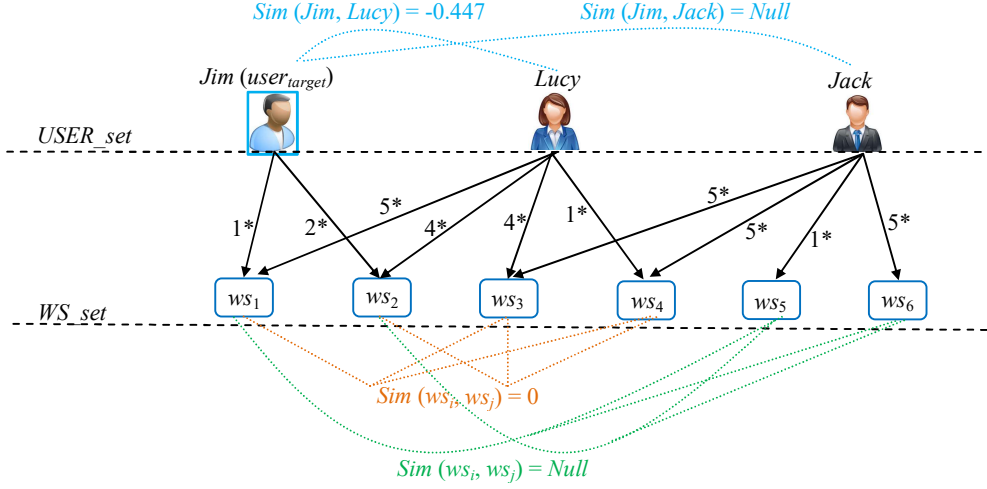 Sim (Jim, Lucy) = -0.447 Sim (Jim, Jack) = Null
Jim (user_target) Lucy Jack
USER_set
1* 2* 5* 4* 4* 1* 5* 5* 1* 5*
ws₁ ws₂ ws₃ ws₄ ws₅ ws₆
WS_set
Sim (wsᵢ, wsⱼ) = 0
Sim (wsᵢ, wsⱼ) = Null